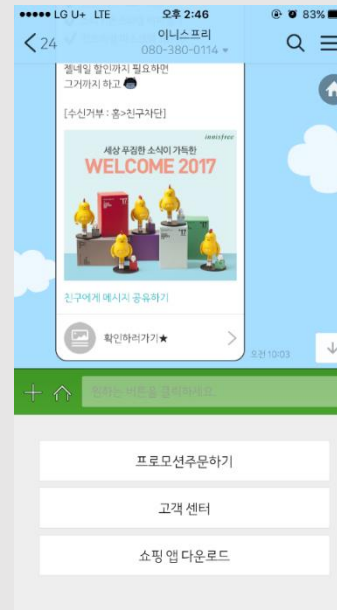 LG U+ LTE 오후 2:46 83%
24 이니스프리
080-380-0114
젤네일 할인까지 필요하면
그거까지 하고
[수신거부 : 홈>친구차단]
innisfree
세상 푸짐한 소식이 가득한
WELCOME 2017
친구에게 메시지 공유하기
확인하러가기★
오전 10:03
원하는 버튼을 클릭하세요.
프로모션주문하기
고객 센터
쇼핑 앱 다운로드